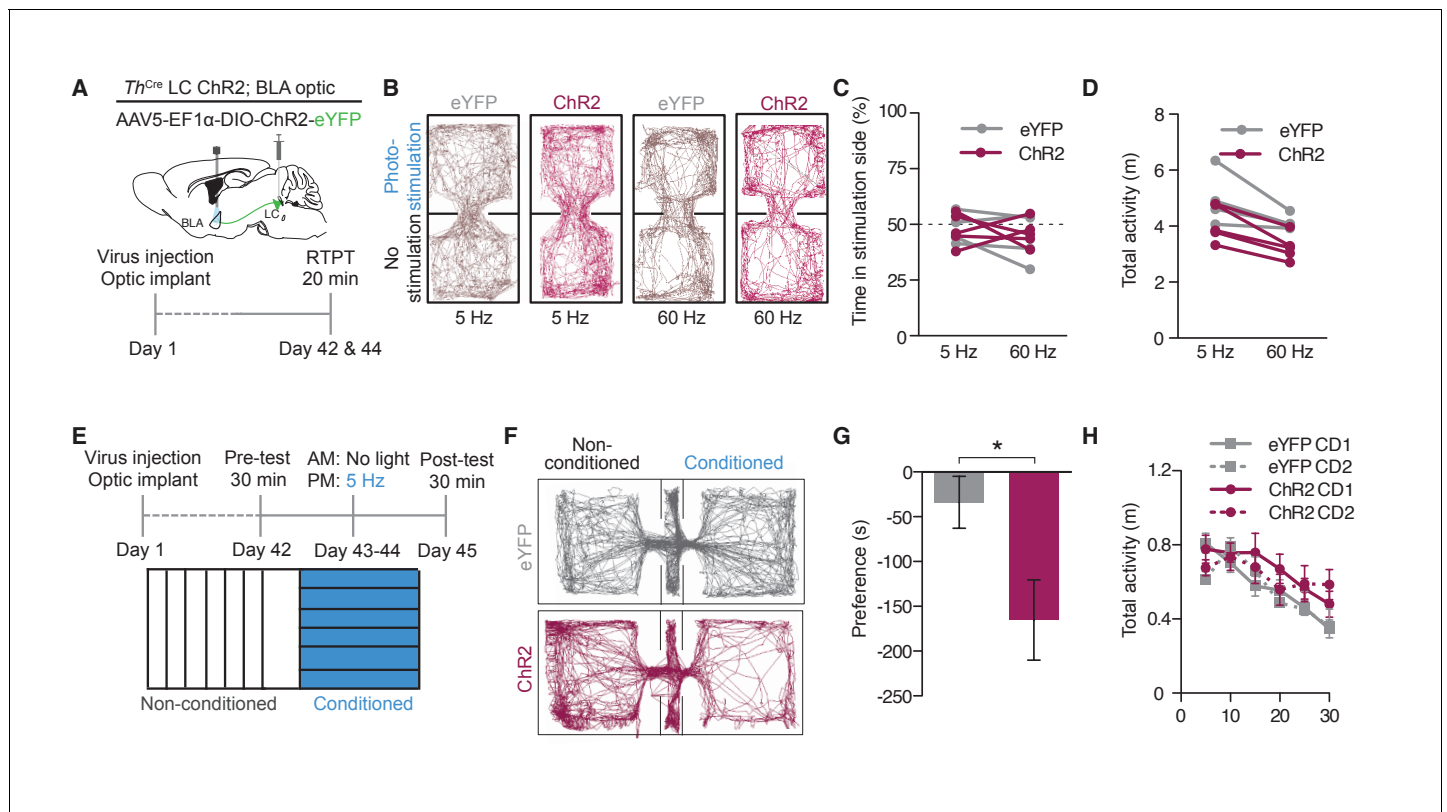 A
Th^Cre LC ChR2; BLA optic
AAV5-EF1α-DIO-ChR2-eYFP
BLA
LC
Virus injection
Optic implant
RTPT
20 min
Day 1
Day 42 & 44
B
eYFP
ChR2
eYFP
ChR2
Photo-
stimulation
No
stimulation
5 Hz
5 Hz
60 Hz
60 Hz
C
Time in stimulation side (%)
100
75
50
25
0
eYFP
ChR2
5 Hz
60 Hz
D
Total activity (m)
8
6
4
2
0
eYFP
ChR2
5 Hz
60 Hz
E
Virus injection
Optic implant
Pre-test
30 min
AM: No light
PM: 5 Hz
Post-test
30 min
Day 1
Day 42
Day 43-44
Day 45
Non-conditioned
Conditioned
F
Non-
conditioned
Conditioned
eYFP
ChR2
G
*
Preference (s)
0
-50
-100
-150
-200
-250
H
eYFP CD1
eYFP CD2
ChR2 CD1
ChR2 CD2
Total activity (m)
1.2
0.8
0.4
0
0
10
20
30